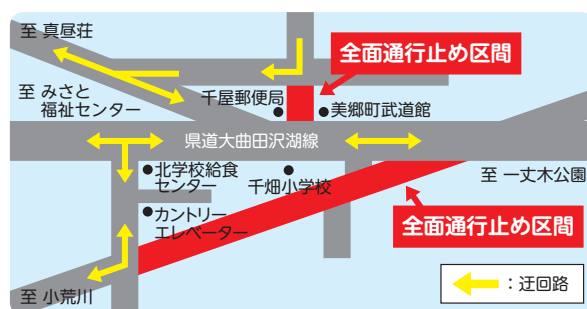 至 真昼荘
全面通行止め区間
至 みさと
福祉センター
千屋郵便局
美郷町武道館
県道大曲田沢湖線
北学校給食
センター
千畑小学校
至 一丈木公園
カントリー
エレベーター
全面通行止め区間
至 小荒川
：迂回路